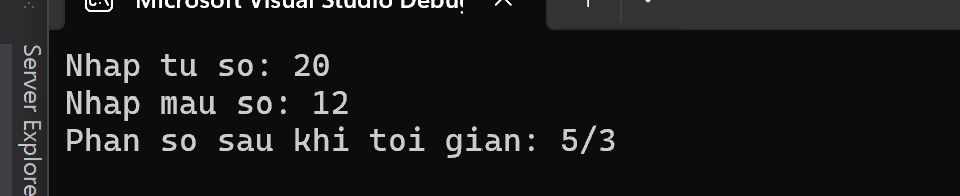 Microsoft Visual Studio Debu
Server Explore
Nhap tu so: 20
Nhap mau so: 12
Phan so sau khi toi gian: 5/3